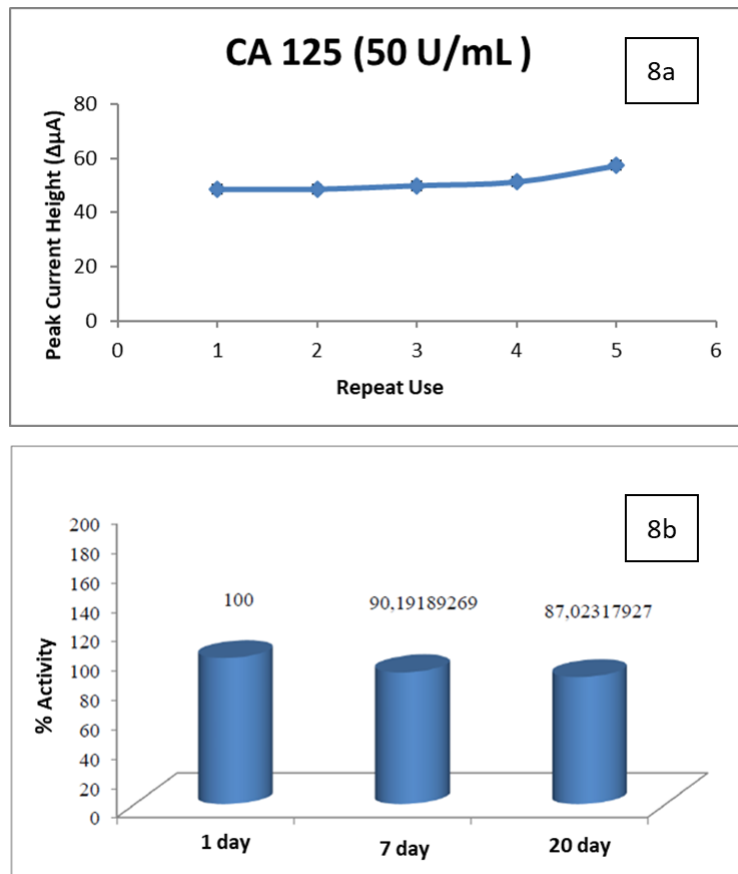 CA 125 (50 U/mL )
8a
Peak Current Height (ΔµA)
80
60
40
20
0
0 1 2 3 4 5 6
Repeat Use
8b
% Activity
200
180
160
140
120
100
80
60
40
20
0
100 90,19189269 87,02317927
1 day 7 day 20 day